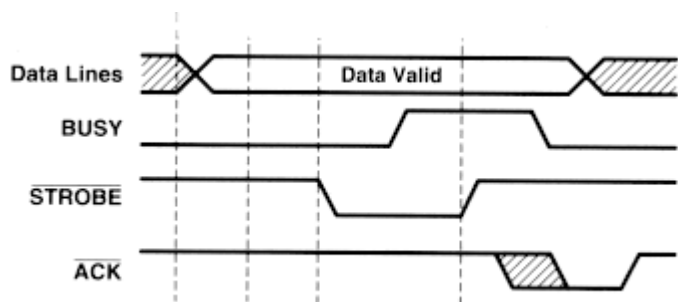 Data Lines
Data Valid
BUSY
STROBE
ACK